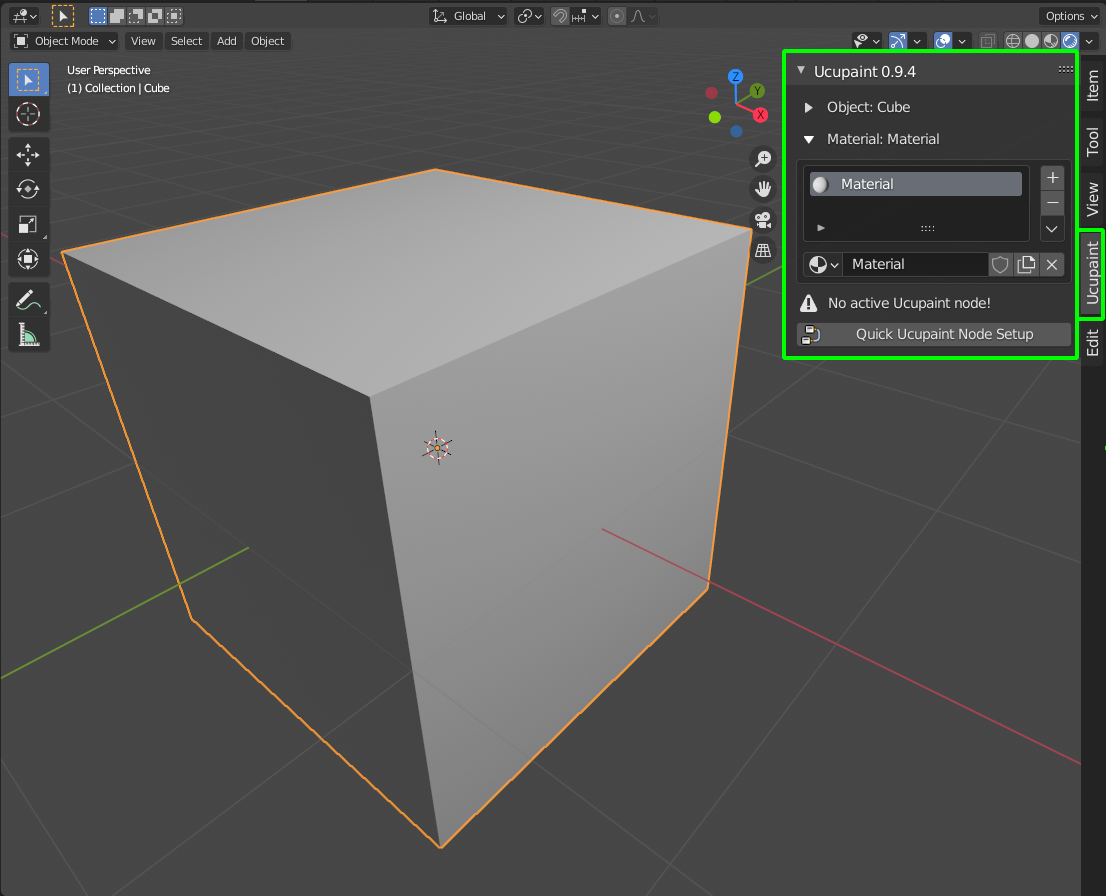 Global
Options
Object Mode
View
Select
Add
Object
User Perspective
(1) Collection | Cube
Z
Y
X
Ucupaint 0.9.4
Object: Cube
Material: Material
Material
Material
No active Ucupaint node!
Quick Ucupaint Node Setup
Item
Tool
View
Ucupaint
Edit